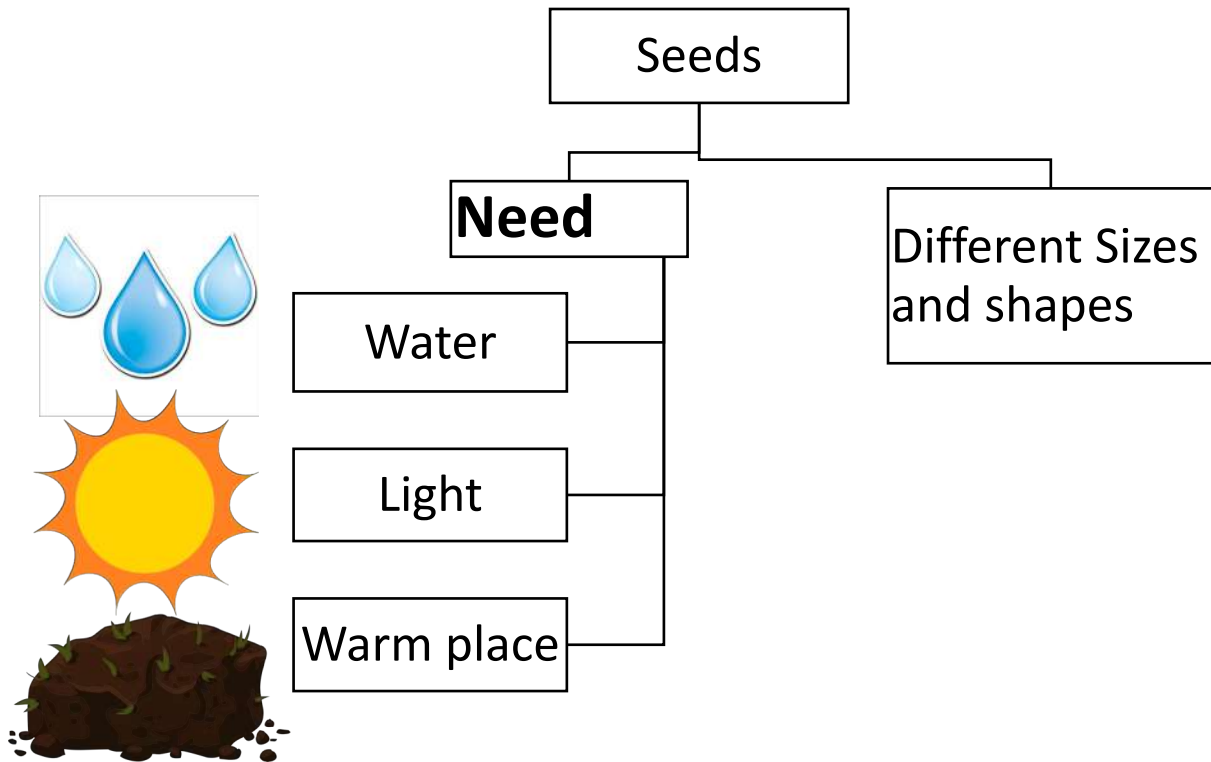 Seeds
Need
Different Sizes
and shapes
Water
Light
Warm place